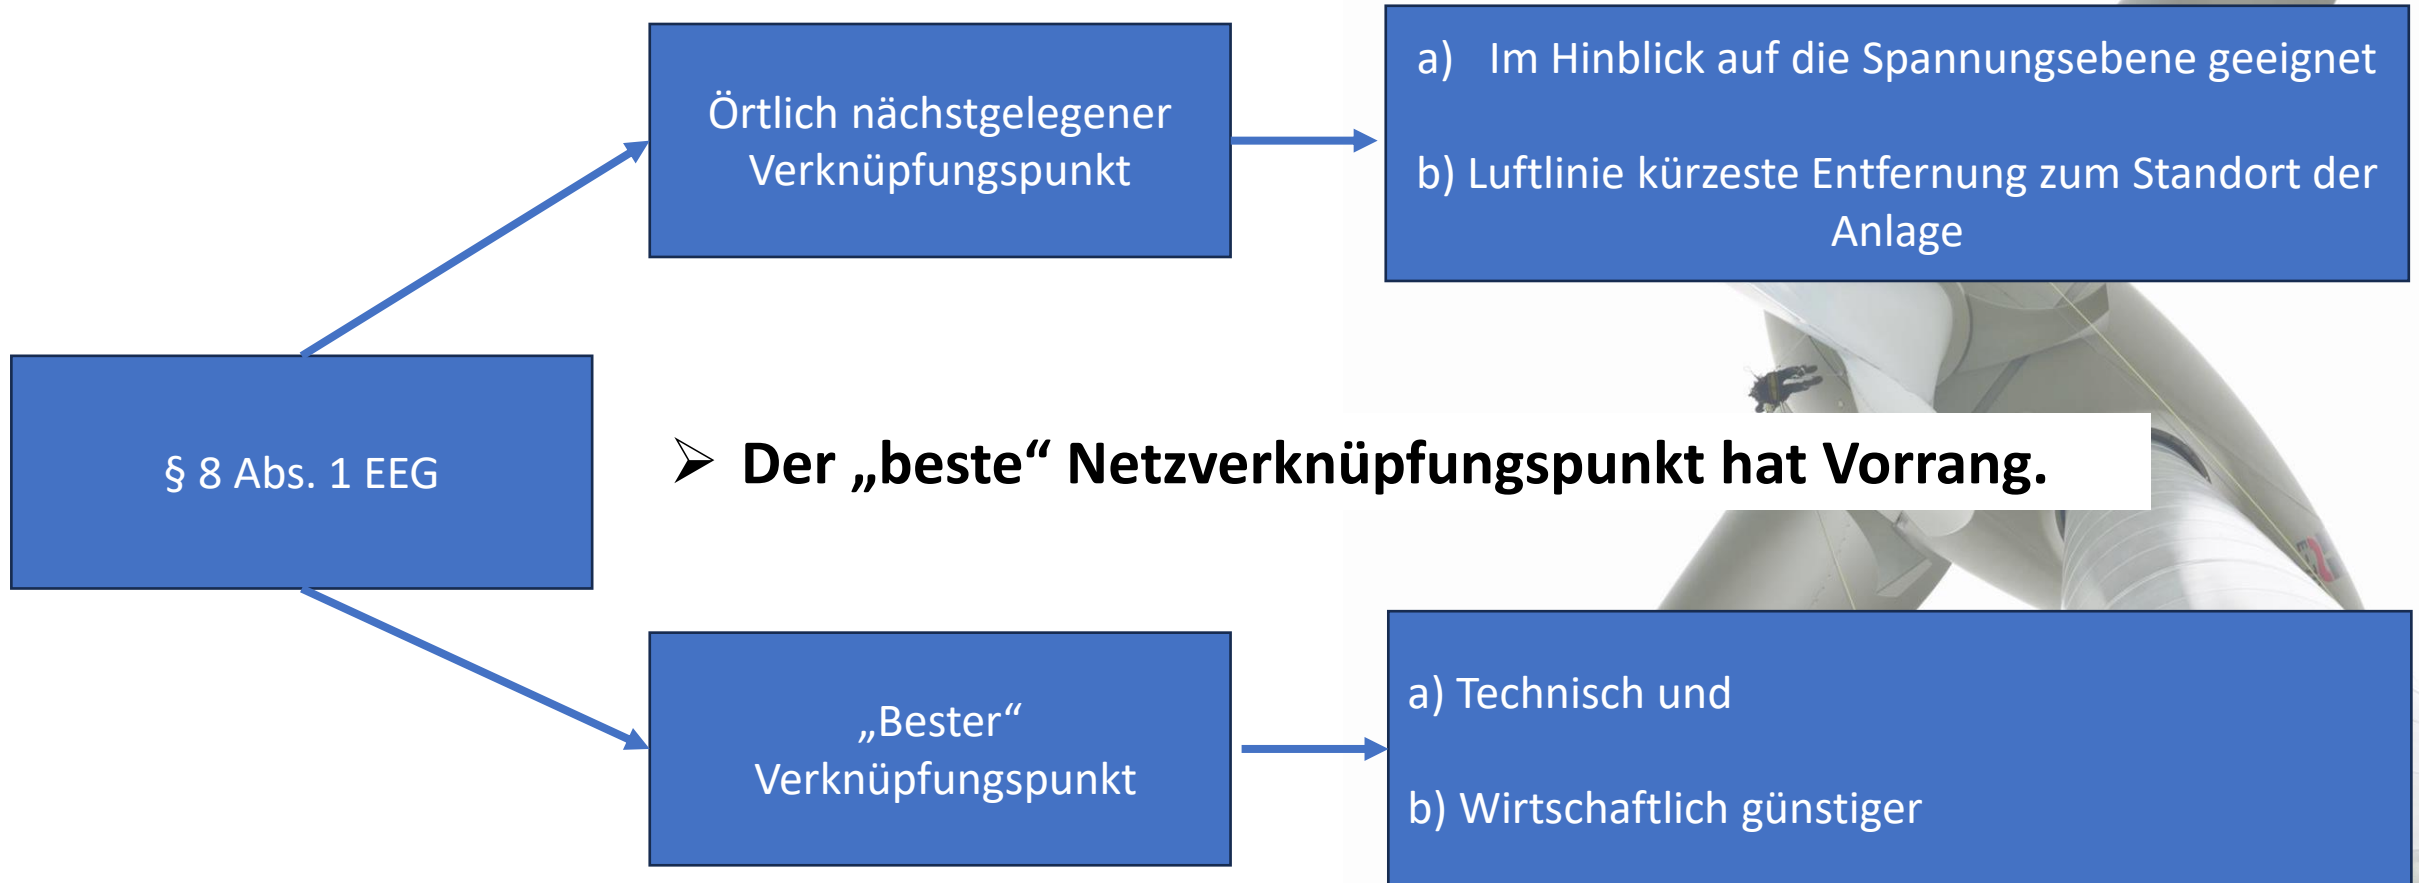 Örtlich nächstgelegener
Verknüpfungspunkt
a) Im Hinblick auf die Spannungsebene geeignet
b) Luftlinie kürzeste Entfernung zum Standort der
Anlage
§ 8 Abs. 1 EEG
➢ Der „beste“ Netzverknüpfungspunkt hat Vorrang.
„Bester“
Verknüpfungspunkt
a) Technisch und
b) Wirtschaftlich günstiger